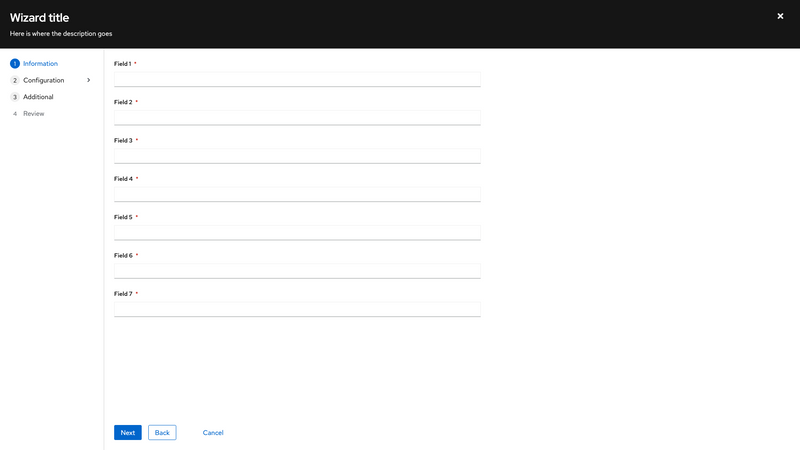 Wizard title
Here is where the description goes
1 Information
2 Configuration
3 Additional
4 Review
Field 1 *
Field 2 *
Field 3 *
Field 4 *
Field 5 *
Field 6 *
Field 7 *
Next Back Cancel